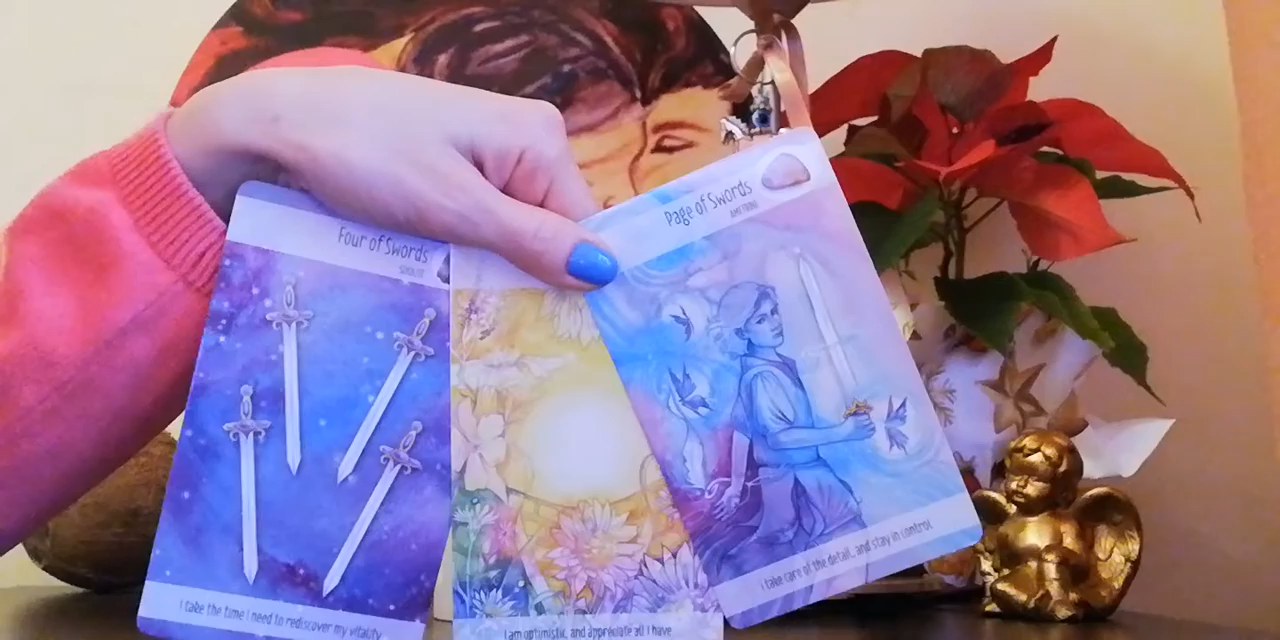 Four of Swords
I take the time I need to rediscover my vitality
I am optimistic, and appreciate all I have
Page of Swords
AMETRINE
I take care of the detail, and stay in control